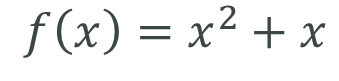 f(x) = x² + x